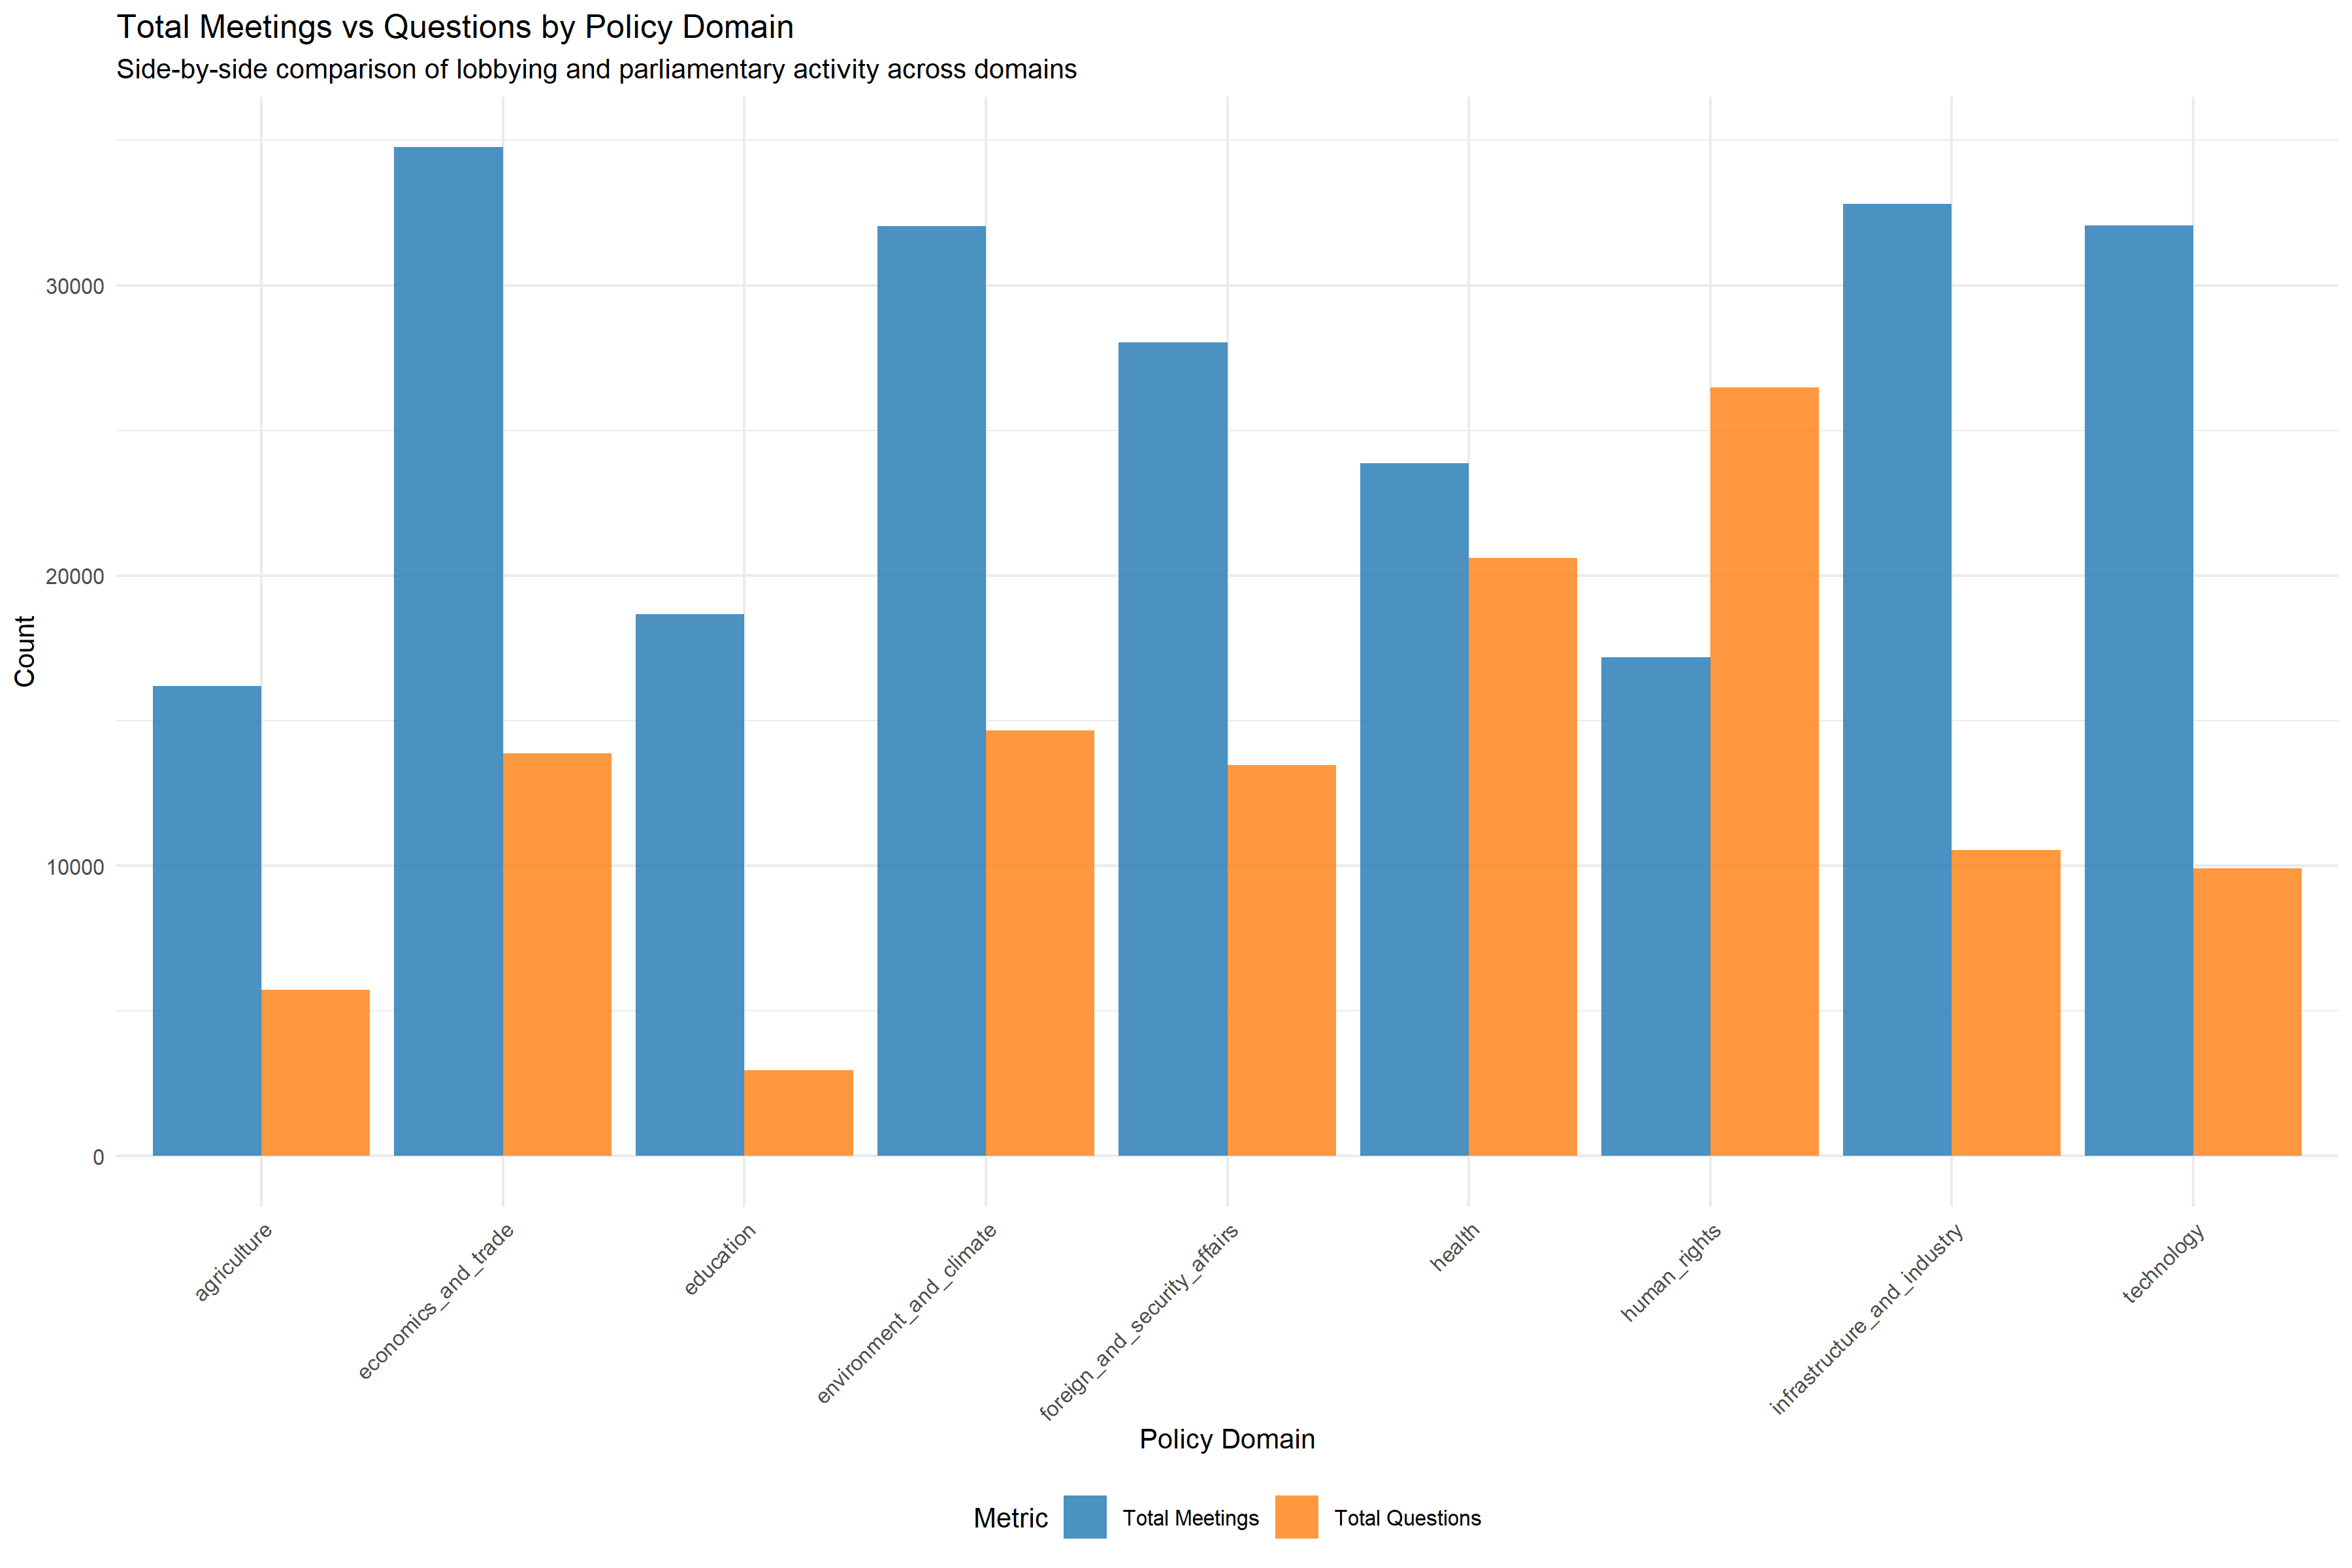 Total Meetings vs Questions by Policy Domain
Side-by-side comparison of lobbying and parliamentary activity across domains
Count
30000
20000
10000
0
agriculture
economics_and_trade
education
environment_and_climate
foreign_and_security_affairs
health
human_rights
infrastructure_and_industry
technology
Policy Domain
Metric Total Meetings Total Questions